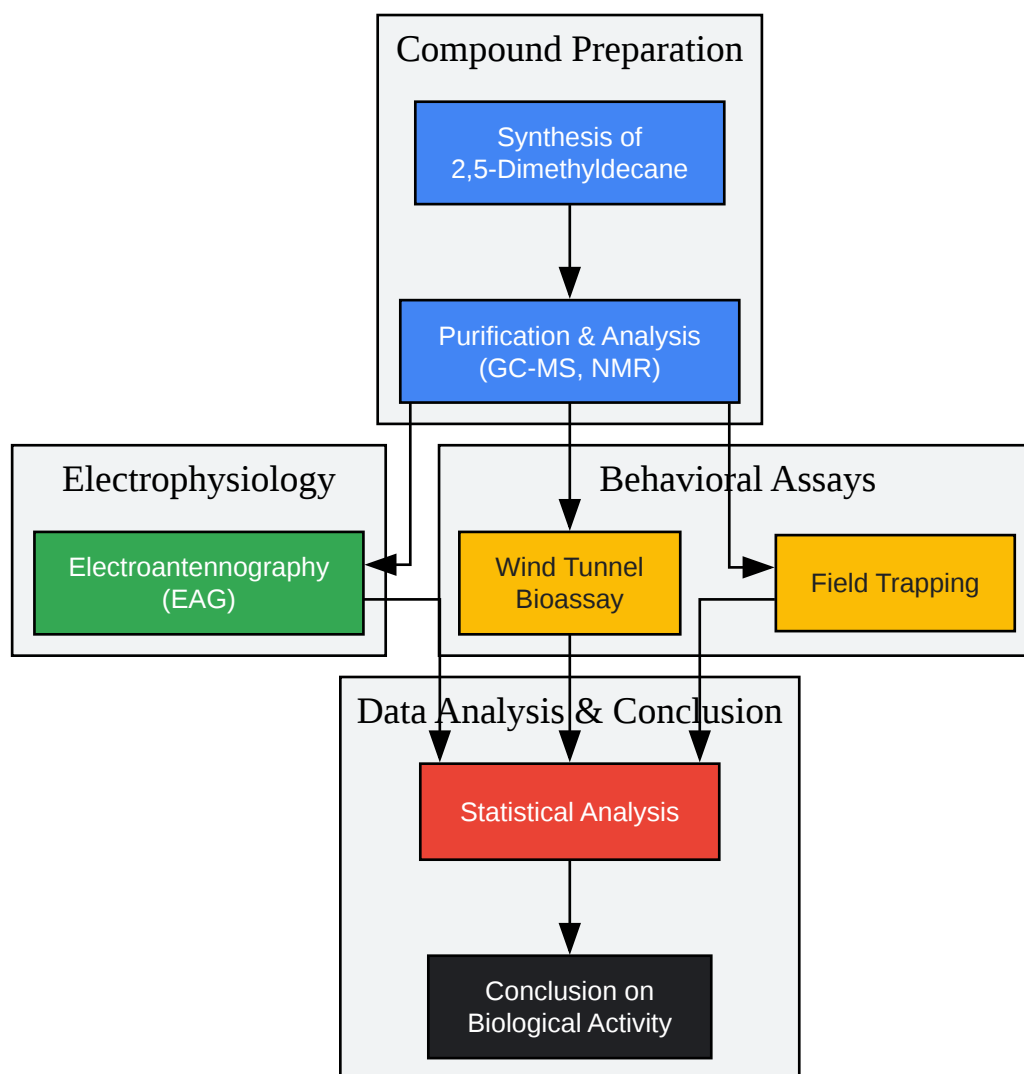 Compound Preparation
Synthesis of
2,5-Dimethyldecane
Purification & Analysis
(GC-MS, NMR)
Electrophysiology
Electroantennography
(EAG)
Behavioral Assays
Wind Tunnel
Bioassay
Field Trapping
Data Analysis & Conclusion
Statistical Analysis
Conclusion on
Biological Activity